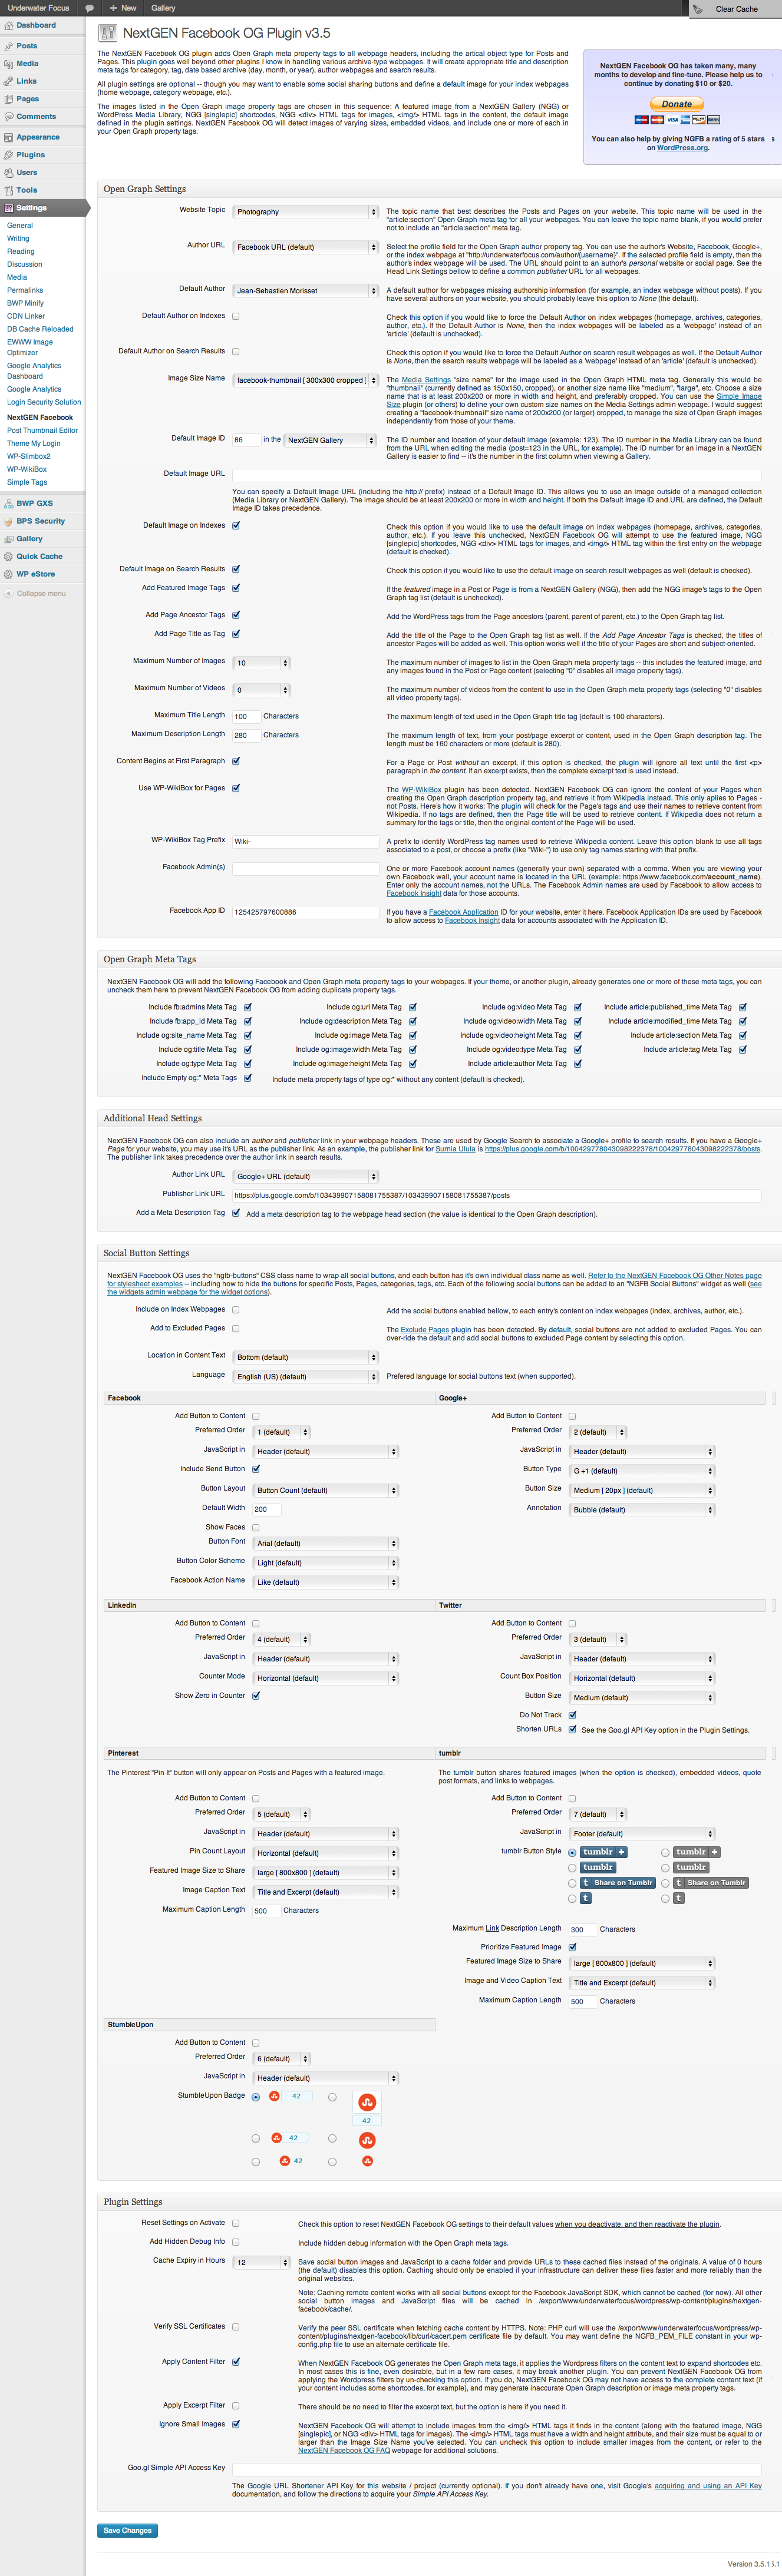 Underwater Focus
+ New
Gallery
Clear Cache
Dashboard
Posts
Media
Links
Pages
Comments
Appearance
Plugins
Users
Tools
Settings
General
Writing
Reading
Discussion
Media
Permalinks
BWP Minify
CDN Linker
DB Cache Reloaded
EWWW Image
Optimizer
Google Analytics
Dashboard
Google Analytics
Login Security Solution
NextGEN Facebook
Post Thumbnail Editor
Theme My Login
WP-Slimbox2
WP-WikiBox
Simple Tags
BWP GXS
BPS Security
Gallery
Quick Cache
WP eStore
Collapse menu
NextGEN Facebook OG Plugin v3.5
The NextGEN Facebook OG plugin adds Open Graph meta property tags to all webpage headers, including the artical object type for Posts and
Pages. This plugin goes well beyond other plugins I know in handling various archive-type webpages. It will create appropriate title and description
meta tags for category, tag, date based archive (day, month, or year), author webpages and search results.
All plugin settings are optional -- though you may want to enable some social sharing buttons and define a default image for your index webpages
(home webpage, category webpage, etc.).
The images listed in the Open Graph image property tags are chosen in this sequence: A featured image from a NextGEN Gallery (NGG) or
WordPress Media Library, NGG [singlepic] shortcodes, NGG <div> HTML tags for images, <img/> HTML tags in the content, the default image
defined in the plugin settings. NextGEN Facebook OG will detect images of varying sizes, embedded videos, and include one or more of each in
your Open Graph property tags.
NextGEN Facebook OG has taken many, many
months to develop and fine-tune. Please help us to
continue by donating $10 or $20.
Donate
VISA
You can also help by giving NGFB a rating of 5 stars
on WordPress.org.
Open Graph Settings
Website Topic
Photography
The topic name that best describes the Posts and Pages on your website. This topic name will be used in the
"article:section" Open Graph meta tag for all your webpages. You can leave the topic name blank, if you would prefer
not to include an "article:section" meta tag.
Author URL
Facebook URL (default)
Select the profile field for the Open Graph author property tag. You can use the author's Website, Facebook, Google+,
or the index webpage at "http://underwaterfocus.com/author/{username}". If the selected profile field is empty, then the
author's index webpage will be used. The URL should point to an author's personal website or social page. See the
Head Link Settings bellow to define a common publisher URL for all webpages.
Default Author
Jean-Sebastien Morisset
A default author for webpages missing authorship information (for example, an index webpage without posts). If you
have several authors on your website, you should probably leave this option to None (the default).
Default Author on Indexes
Check this option if you would like to force the Default Author on index webpages (homepage, archives, categories,
author, etc.). If the Default Author is None, then the index webpages will be labeled as a 'webpage' instead of an
'article' (default is unchecked).
Default Author on Search Results
Check this option if you would like to force the Default Author on search result webpages as well. If the Default Author
is None, then the search results webpage will be labeled as a 'webpage' instead of an 'article' (default is unchecked).
Image Size Name
facebook-thumbnail [ 300x300 cropped ]
The Media Settings "size name" for the image used in the Open Graph HTML meta tag. Generally this would be
"thumbnail" (currently defined as 150x150, cropped), or another size name like "medium", "large", etc. Choose a size
name that is at least 200x200 or more in width and height, and preferably cropped. You can use the Simple Image
Size plugin (or others) to define your own custom size names on the Media Settings admin webpage. I would suggest
creating a "facebook-thumbnail" size name of 200x200 (or larger) cropped, to manage the size of Open Graph images
independently from those of your theme.
Default Image ID
86
in the
NextGEN Gallery
The ID number and location of your default image (example: 123). The ID number in the Media Library can be found
from the URL when editing the media (post=123 in the URL, for example). The ID number for an image in a NextGEN
Gallery is easier to find -- it's the number in the first column when viewing a Gallery.
Default Image URL
You can specify a Default Image URL (including the http:// prefix) instead of a Default Image ID. This allows you to use an image outside of a managed collection
(Media Library or NextGEN Gallery). The image should be at least 200x200 or more in width and height. If both the Default Image ID and URL are defined, the Default
Image ID takes precedence.
Default Image on Indexes
Check this option if you would like to use the default image on index webpages (homepage, archives, categories,
author, etc.). If you leave this unchecked, NextGEN Facebook OG will attempt to use the featured image, NGG
[singlepic] shortcodes, NGG <div> HTML tags for images, and <img/> HTML tag within the first entry on the webpage
(default is checked).
Default Image on Search Results
Check this option if you would like to use the default image on search result webpages as well (default is checked).
Add Featured Image Tags
If the featured image in a Post or Page is from a NextGEN Gallery (NGG), then add the NGG image's tags to the Open
Graph tag list (default is unchecked).
Add Page Ancestor Tags
Add the WordPress tags from the Page ancestors (parent, parent of parent, etc.) to the Open Graph tag list.
Add Page Title as Tag
Add the title of the Page to the Open Graph tag list as well. If the Add Page Ancestor Tags is checked, the titles of
ancestor Pages will be added as well. This option works well if the title of your Pages are short and subject-oriented.
Maximum Number of Images
10
The maximum number of images to list in the Open Graph meta property tags -- this includes the featured image, and
any images found in the Post or Page content (selecting "0" disables all image property tags).
Maximum Number of Videos
0
The maximum number of videos from the content to use in the Open Graph meta property tags (selecting "0" disables
all video property tags).
Maximum Title Length
100 Characters
The maximum length of text used in the Open Graph title tag (default is 100 characters).
Maximum Description Length
280 Characters
The maximum length of text, from your post/page excerpt or content, used in the Open Graph description tag. The
length must be 160 characters or more (default is 280).
Content Begins at First Paragraph
For a Page or Post without an excerpt, if this option is checked, the plugin will ignore all text until the first <p>
paragraph in the content. If an excerpt exists, then the complete excerpt text is used instead.
Use WP-WikiBox for Pages
The WP-WikiBox plugin has been detected. NextGEN Facebook OG can ignore the content of your Pages when
creating the Open Graph description property tag, and retrieve it from Wikipedia instead. This only aplies to Pages -
not Posts. Here's how it works: The plugin will check for the Page's tags and use their names to retrieve content from
Wikipedia. If no tags are defined, then the Page title will be used to retrieve content. If Wikipedia does not return a
summary for the tags or title, then the original content of the Page will be used.
WP-WikiBox Tag Prefix
Wiki-
A prefix to identify WordPress tag names used to retrieve Wikipedia content. Leave this option blank to use all tags
associated to a post, or choose a prefix (like "Wiki-") to use only tag names starting with that prefix.
Facebook Admin(s)
One or more Facebook account names (generally your own) separated with a comma. When you are viewing your
own Facebook wall, your account name is located in the URL (example: https://www.facebook.com/account_name).
Enter only the account names, not the URLs. The Facebook Admin names are used by Facebook to allow access to
Facebook Insight data for those accounts.
Facebook App ID
125425797600886
If you have a Facebook Application ID for your website, enter it here. Facebook Application IDs are used by Facebook
to allow access to Facebook Insight data for accounts associated with the Application ID.
Open Graph Meta Tags
NextGEN Facebook OG will add the following Facebook and Open Graph meta property tags to your webpages. If your theme, or another plugin, already generates one or more of these meta tags, you can
uncheck them here to prevent NextGEN Facebook OG from adding duplicate property tags.
Include fb:admins Meta Tag
Include og:url Meta Tag
Include og:video Meta Tag
Include article:published_time Meta Tag
Include fb:app_id Meta Tag
Include og:description Meta Tag
Include og:video:width Meta Tag
Include article:modified_time Meta Tag
Include og:site_name Meta Tag
Include og:image Meta Tag
Include og:video:height Meta Tag
Include article:section Meta Tag
Include og:title Meta Tag
Include og:image:width Meta Tag
Include og:video:type Meta Tag
Include article:tag Meta Tag
Include og:type Meta Tag
Include og:image:height Meta Tag
Include article:author Meta Tag
Include Empty og:* Meta Tags
Include meta property tags of type og:* without any content (default is checked).
Additional Head Settings
NextGEN Facebook OG can also include an author and publisher link in your webpage headers. These are used by Google Search to associate a Google+ profile to search results. If you have a Google+
Page for your website, you may use it's URL as the publisher link. As an example, the publisher link for Surnia Ulula is https://plus.google.com/b/100429778043098222378/100429778043098222378/posts.
The publisher link takes precedence over the author link in search results.
Author Link URL
Google+ URL (default)
Publisher Link URL
https://plus.google.com/b/103439907158081755387/103439907158081755387/posts
Add a Meta Description Tag
Add a meta description tag to the webpage head section (the value is identical to the Open Graph description).
Social Button Settings
NextGEN Facebook OG uses the "ngfb-buttons" CSS class name to wrap all social buttons, and each button has it's own individual class name as well. Refer to the NextGEN Facebook OG Other Notes page
for stylesheet examples -- including how to hide the buttons for specific Posts, Pages, categories, tags, etc. Each of the following social buttons can be added to an "NGFB Social Buttons" widget as well (see
the widgets admin webpage for the widget options).
Include on Index Webpages
Add the social buttons enabled bellow, to each entry's content on index webpages (index, archives, author, etc.).
Add to Excluded Pages
The Exclude Pages plugin has been detected. By default, social buttons are not added to excluded Pages. You can
over-ride the default and add social buttons to excluded Page content by selecting this option.
Location in Content Text
Bottom (default)
Language
English (US) (default)
Prefered language for social buttons text (when supported).
Facebook
Google+
Add Button to Content
Add Button to Content
Preferred Order
1 (default)
Preferred Order
2 (default)
JavaScript in
Header (default)
JavaScript in
Header (default)
Include Send Button
Button Type
G +1 (default)
Button Layout
Button Count (default)
Button Size
Medium [ 20px ] (default)
Default Width
200
Annotation
Bubble (default)
Show Faces
Button Font
Arial (default)
Button Color Scheme
Light (default)
Facebook Action Name
Like (default)
LinkedIn
Twitter
Add Button to Content
Add Button to Content
Preferred Order
4 (default)
Preferred Order
3 (default)
JavaScript in
Header (default)
JavaScript in
Header (default)
Counter Mode
Horizontal (default)
Count Box Position
Horizontal (default)
Show Zero in Counter
Button Size
Medium (default)
Do Not Track
Shorten URLs
See the Goo.gl API Key option in the Plugin Settings.
Pinterest
tumblr
The Pinterest "Pin It" button will only appear on Posts and Pages with a featured image.
The tumblr button shares featured images (when the option is checked), embedded videos, quote
post formats, and links to webpages.
Add Button to Content
Add Button to Content
Preferred Order
5 (default)
Preferred Order
7 (default)
JavaScript in
Header (default)
JavaScript in
Footer (default)
Pin Count Layout
Horizontal (default)
tumblr Button Style
tumblr +
tumblr +
tumblr
tumblr
t Share on Tumblr
t Share on Tumblr
t
t
Featured Image Size to Share
large [ 800x800 ] (default)
Image Caption Text
Title and Excerpt (default)
Maximum Caption Length
500 Characters
Maximum Link Description Length
300 Characters
Prioritize Featured Image
Featured Image Size to Share
large [ 800x800 ] (default)
Image and Video Caption Text
Title and Excerpt (default)
Maximum Caption Length
500 Characters
StumbleUpon
Add Button to Content
Preferred Order
6 (default)
JavaScript in
Header (default)
StumbleUpon Badge
42
42
42
42
Plugin Settings
Reset Settings on Activate
Check this option to reset NextGEN Facebook OG settings to their default values when you deactivate, and then reactivate the plugin.
Add Hidden Debug Info
Include hidden debug information with the Open Graph meta tags.
Cache Expiry in Hours
12
Save social button images and JavaScript to a cache folder and provide URLs to these cached files instead of the originals. A value of 0 hours
(the default) disables this option. Caching should only be enabled if your infrastructure can deliver these files faster and more reliably than the
original websites.
Note: Caching remote content works with all social buttons except for the Facebook JavaScript SDK, which cannot be cached (for now). All other
social button images and JavaScript files will be cached in /export/www/underwaterfocus/wordpress/wp-content/plugins/nextgen-
facebook/cache/.
Verify SSL Certificates
Verify the peer SSL certificate when fetching cache content by HTTPS. Note: PHP curl will use the /export/www/underwaterfocus/wordpress/wp-
content/plugins/nextgen-facebook/lib/curl/cacert.pem certificate file by default. You may want define the NGFB_PEM_FILE constant in your wp-
config.php file to use an alternate certificate file.
Apply Content Filter
When NextGEN Facebook OG generates the Open Graph meta tags, it applies the Wordpress filters on the content text to expand shortcodes etc.
In most cases this is fine, even desirable, but in a few rare cases, it may break another plugin. You can prevent NextGEN Facebook OG from
applying the Wordpress filters by un-checking this option. If you do, NextGEN Facebook OG may not have access to the complete content text (if
your content includes some shortcodes, for example), and may generate inaccurate Open Graph description or image meta property tags.
Apply Excerpt Filter
There should be no need to filter the excerpt text, but the option is here if you need it.
Ignore Small Images
NextGEN Facebook OG will attempt to include images from the <img/> HTML tags it finds in the content (along with the featured image, NGG
[singlepic], or NGG <div> HTML tags for images). The <img/> HTML tags must have a width and height attribute, and their size must be equal to or
larger than the Image Size Name you've selected. You can uncheck this option to include smaller images from the content, or refer to the
NextGEN Facebook OG FAQ webpage for additional solutions.
Goo.gl Simple API Access Key
The Google URL Shortener API Key for this website / project (currently optional). If you don't already have one, visit Google's acquiring and using an API Key
documentation, and follow the directions to acquire your Simple API Access Key.
Save Changes
Version 3.5.1